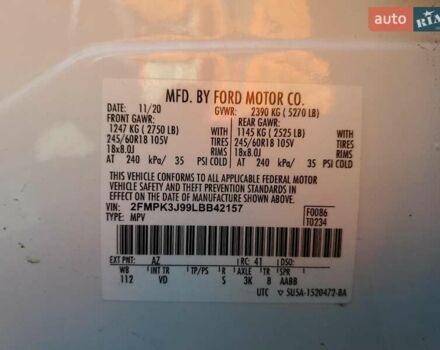 AUTO
RIA
MFD. BY FORD MOTOR CO.
DATE: 11/20 GVWR: 2390 KG (5270 LB)
FRONT GAWR: REAR GAWR:
1247 KG (2750 LB) WITH 1145 KG (2525 LB) WITH
245/60R18 105V TIRES 245/60R18 105V TIRES
18x8.0J RIMS 18x8.0J RIMS
AT 240 kPa/ 35 PSI COLD AT 240 kPa/ 35 PSI COLD
THIS VEHICLE CONFORMS TO ALL APPLICABLE FEDERAL MOTOR
VEHICLE SAFETY AND THEFT PREVENTION STANDARDS IN EFFECT
ON THE DATE OF MANUFACTURE SHOWN ABOVE.
VIN: 2FMPK3J99LBB42157 F0086
TYPE: MPV T0234
EXT PNT: AZ RC: 41 DSO:
WB INT TR TP/PS R AXLE TR SPR
112 VD S 3K B AABB
UTC 5U5A-1520472-BA